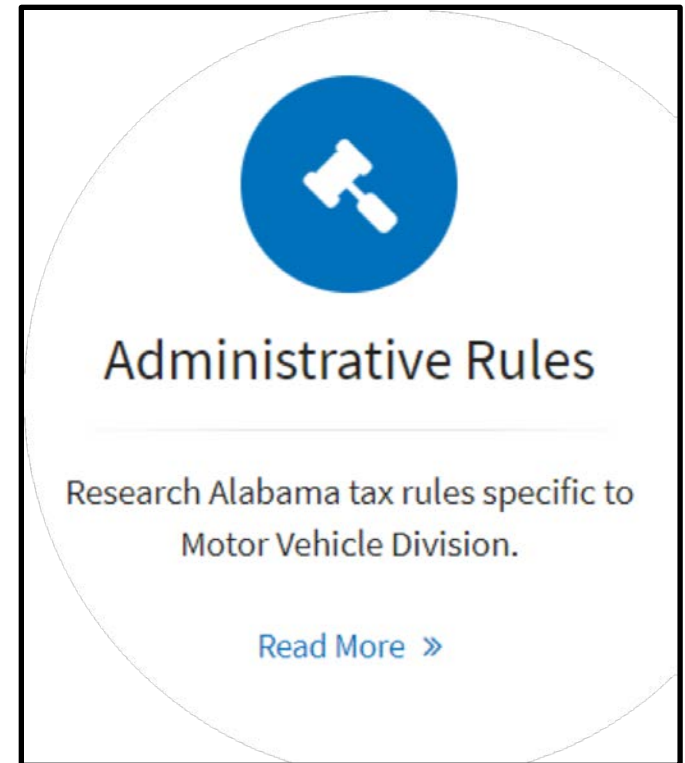 Administrative Rules
Research Alabama tax rules specific to
Motor Vehicle Division.
Read More »